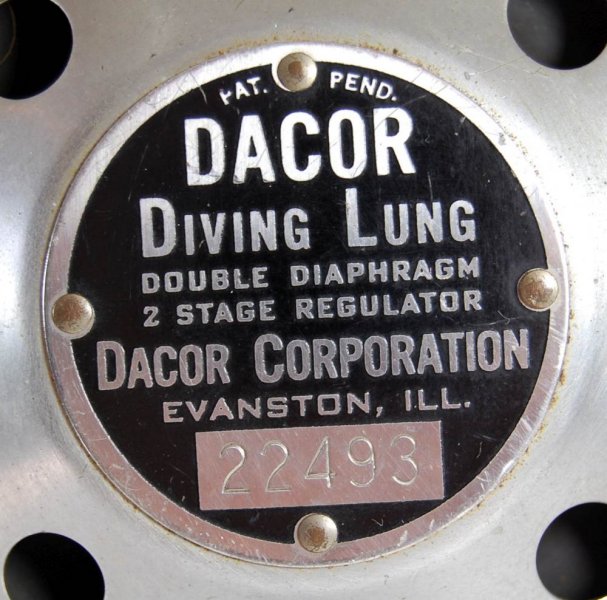 PAT. PEND.
DACOR
DIVING LUNG
DOUBLE DIAPHRAGM
2 STAGE REGULATOR
DACOR CORPORATION
EVANSTON, ILL.
22493